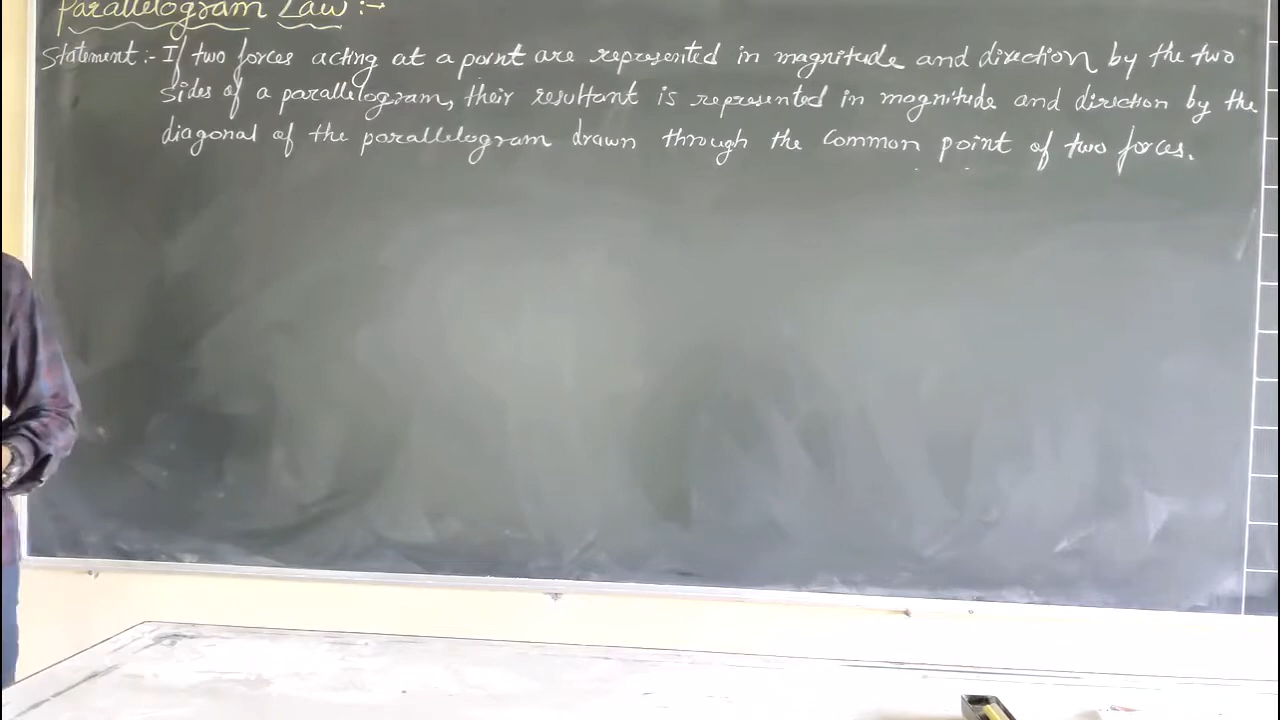 Parallelogram Law :→
Statement :- If two forces acting at a point are represented in magnitude and direction by the two
sides of a parallelogram, their resultant is represented in magnitude and direction by the
diagonal of the parallelogram drawn through the common point of two forces.